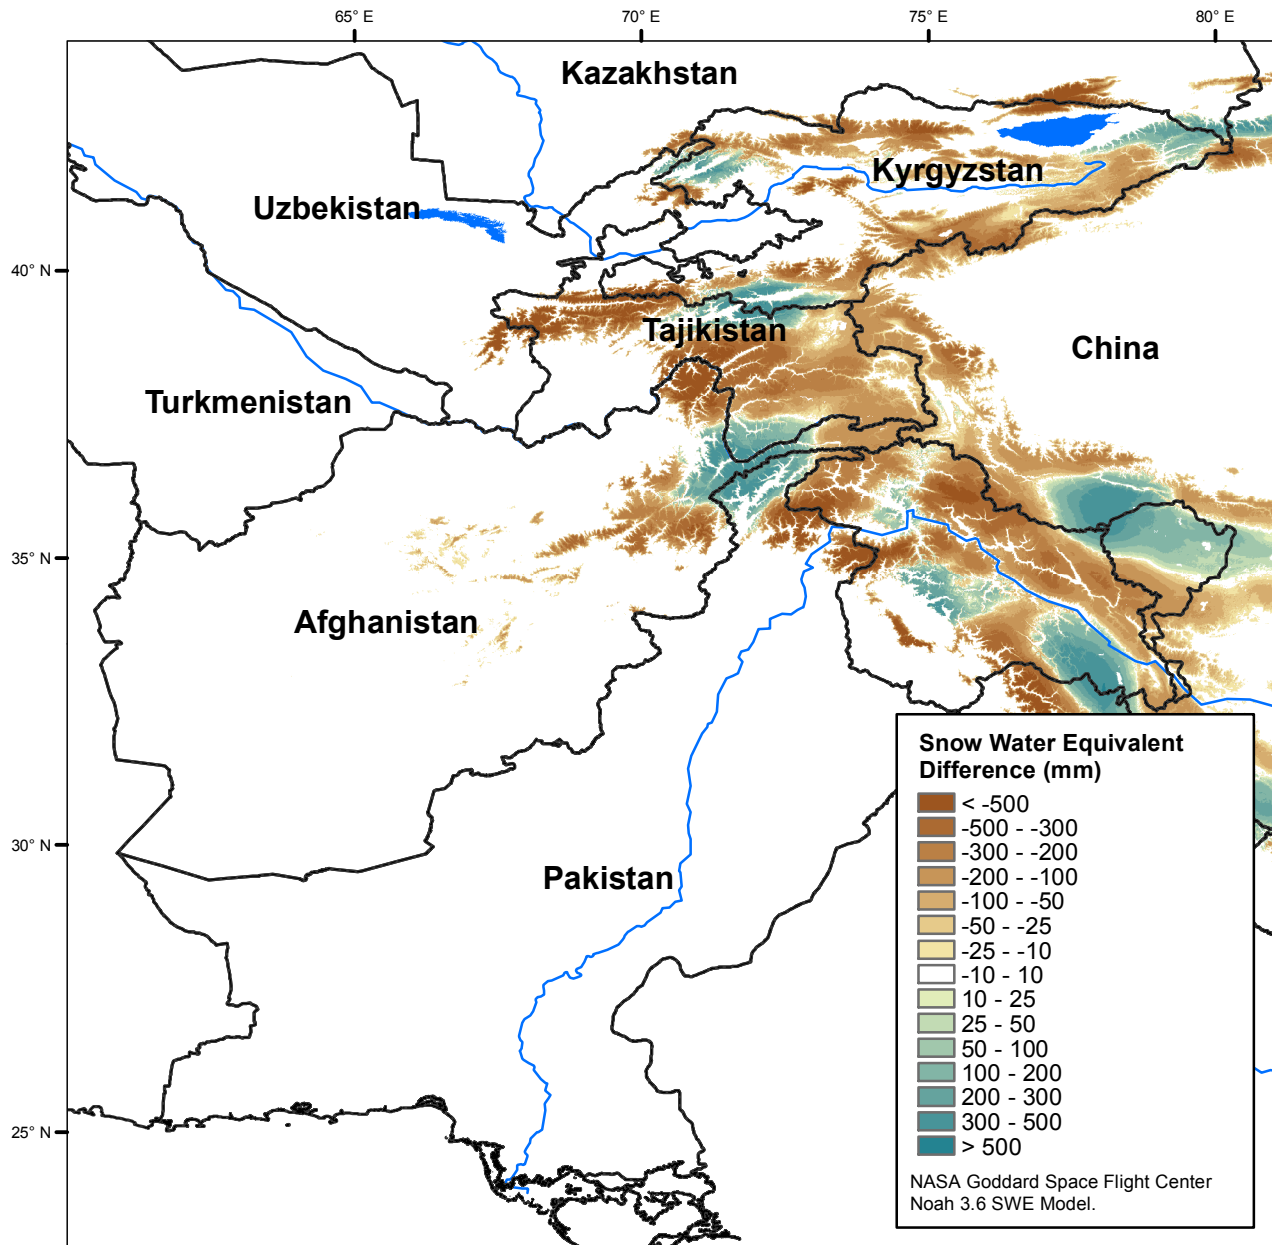 65° E
70° E
75° E
80° E
Kazakhstan
Kyrgyzstan
Uzbekistan
40° N
Tajikistan
China
Turkmenistan
35° N
Afghanistan
30° N
Pakistan
25° N
Snow Water Equivalent
Difference (mm)
< -500
-500 - -300
-300 - -200
-200 - -100
-100 - -50
-50 - -25
-25 - -10
-10 - 10
10 - 25
25 - 50
50 - 100
100 - 200
200 - 300
300 - 500
> 500
NASA Goddard Space Flight Center
Noah 3.6 SWE Model.